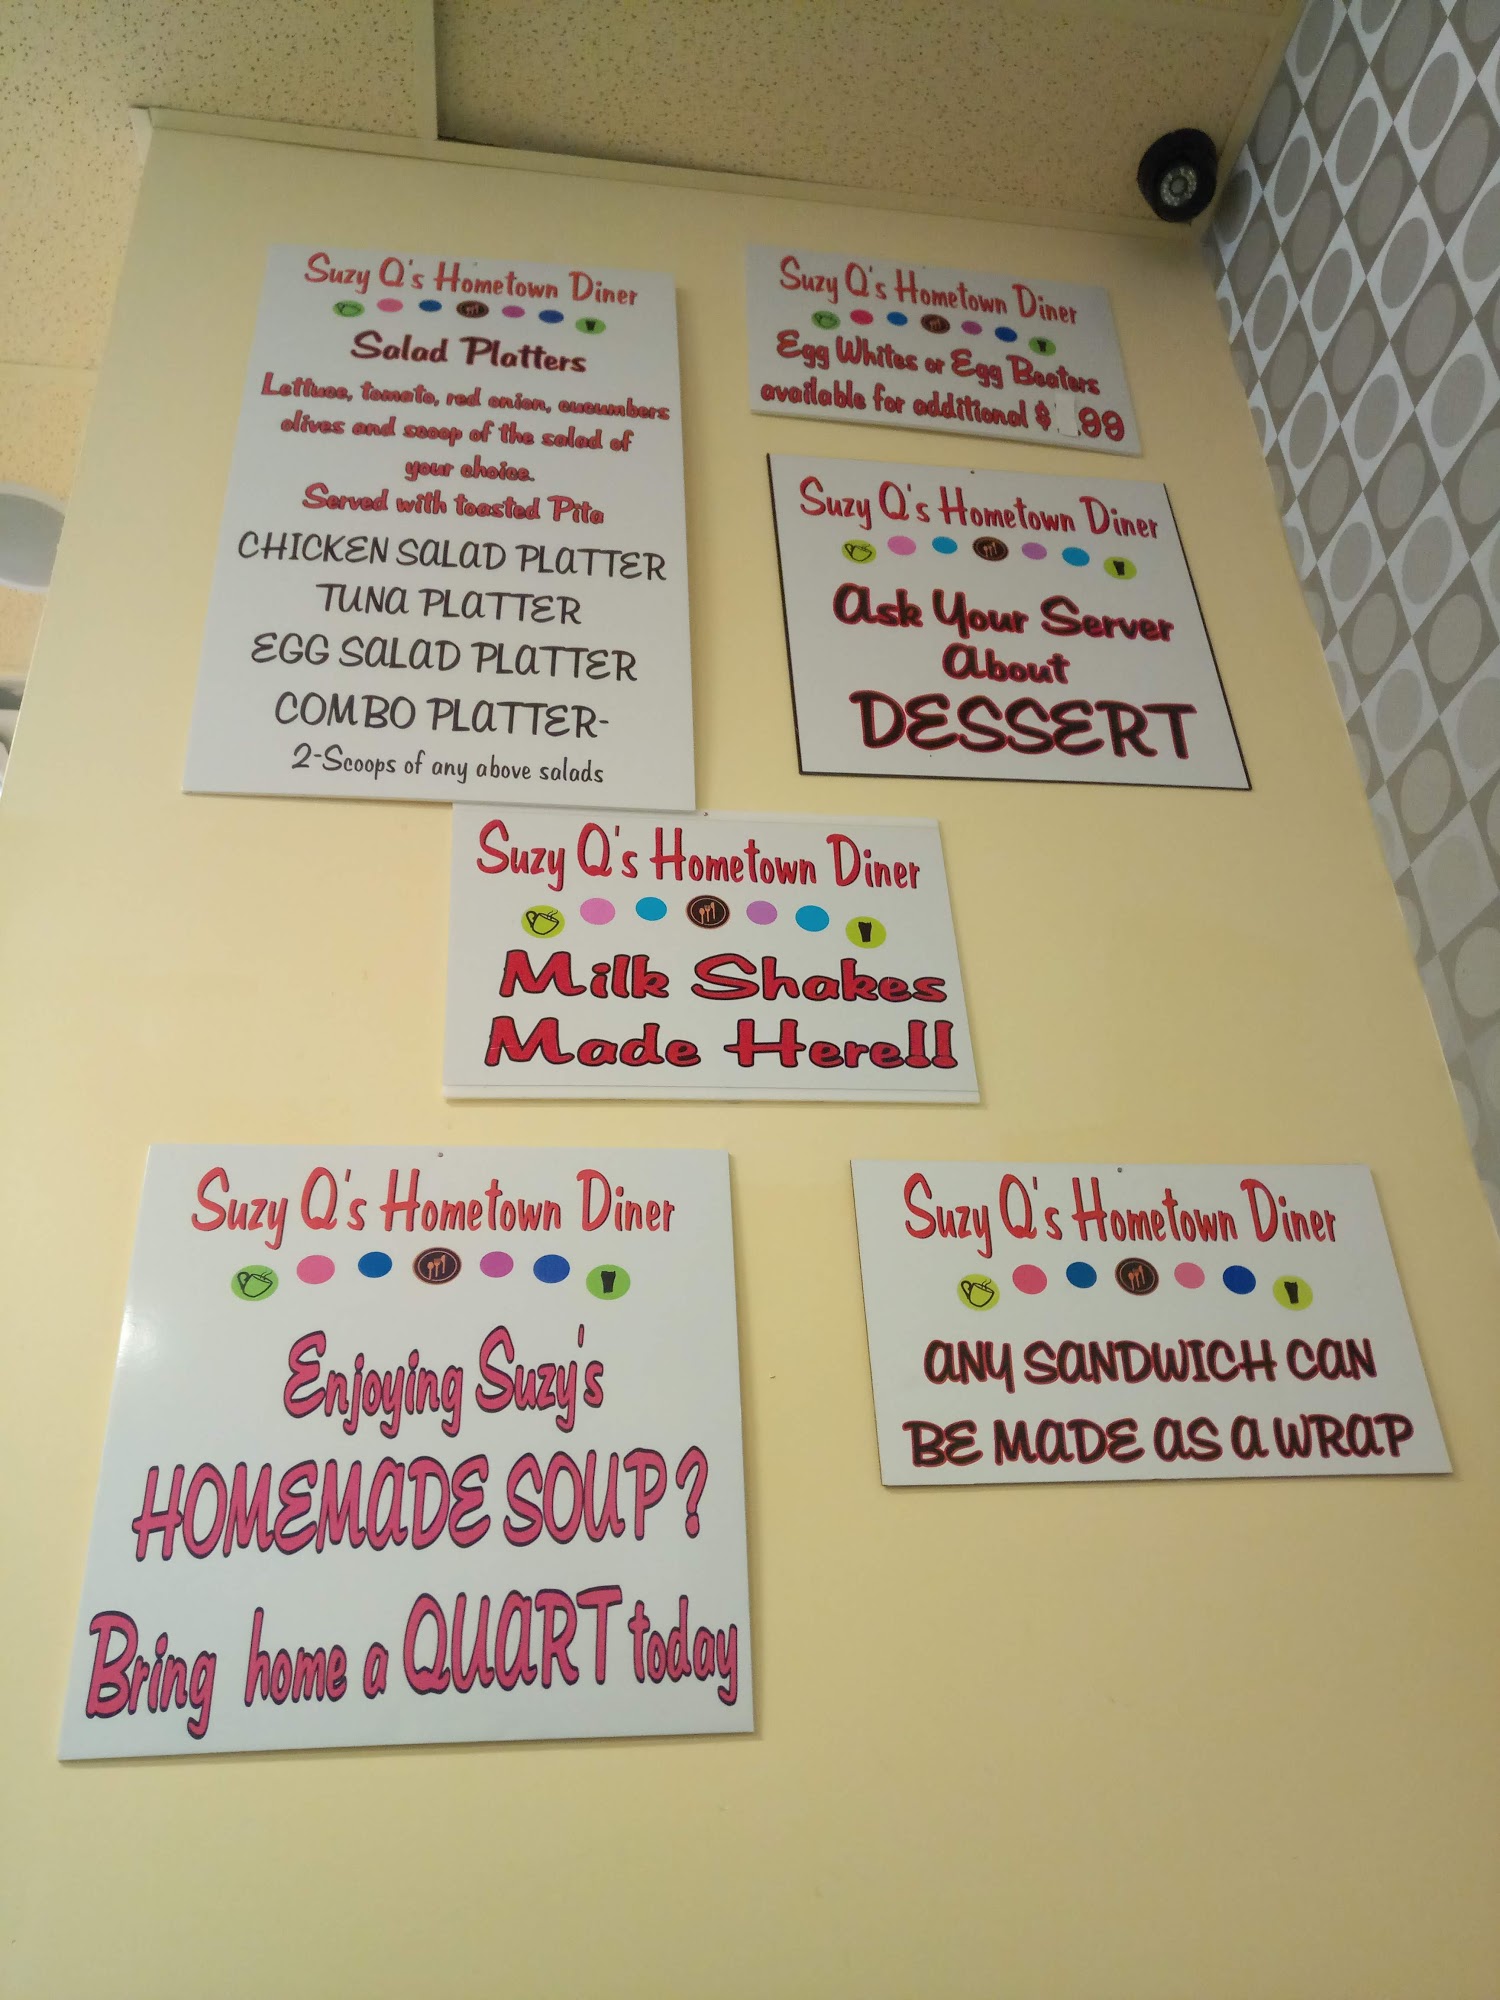 Suzy Q's Hometown Diner
Salad Platters
Lettuce, tomato, red onion, cucumbers
olives and scoop of the salad of
your choice.
Served with toasted Pita
CHICKEN SALAD PLATTER
TUNA PLATTER
EGG SALAD PLATTER
COMBO PLATTER-
2-Scoops of any above salads
Suzy Q's Hometown Diner
Egg Whites or Egg Beaters
available for additional $ .99
Suzy Q's Hometown Diner
Ask Your Server
About
DESSERT
Suzy Q's Hometown Diner
Milk Shakes
Made Here!!
Suzy Q's Hometown Diner
Enjoying Suzy's
HOMEMADE SOUP?
Bring home a QUART today
Suzy Q's Hometown Diner
ANY SANDWICH CAN
BE MADE AS A WRAP